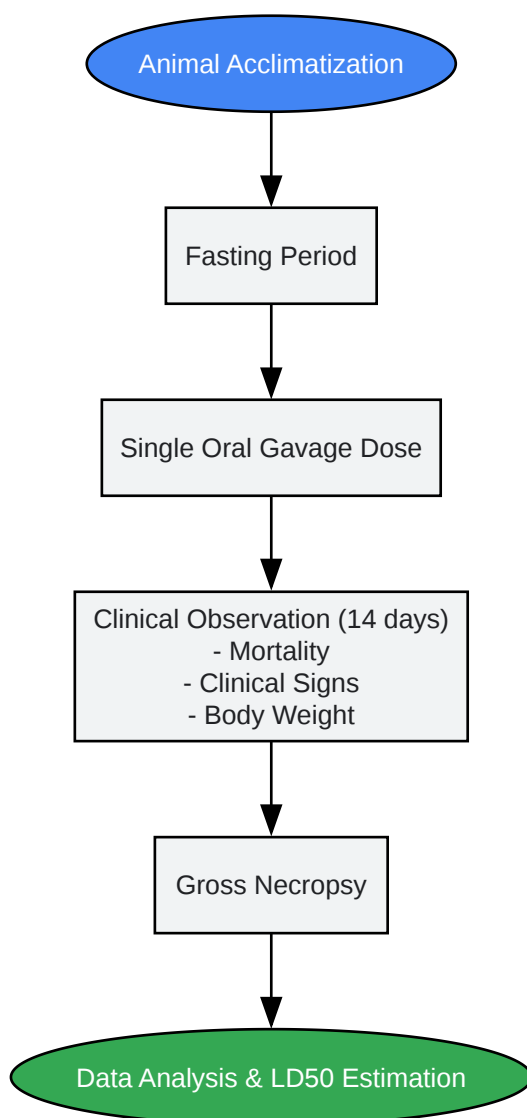 Animal Acclimatization
Fasting Period
Single Oral Gavage Dose
Clinical Observation (14 days)
- Mortality
- Clinical Signs
- Body Weight
Gross Necropsy
Data Analysis & LD50 Estimation